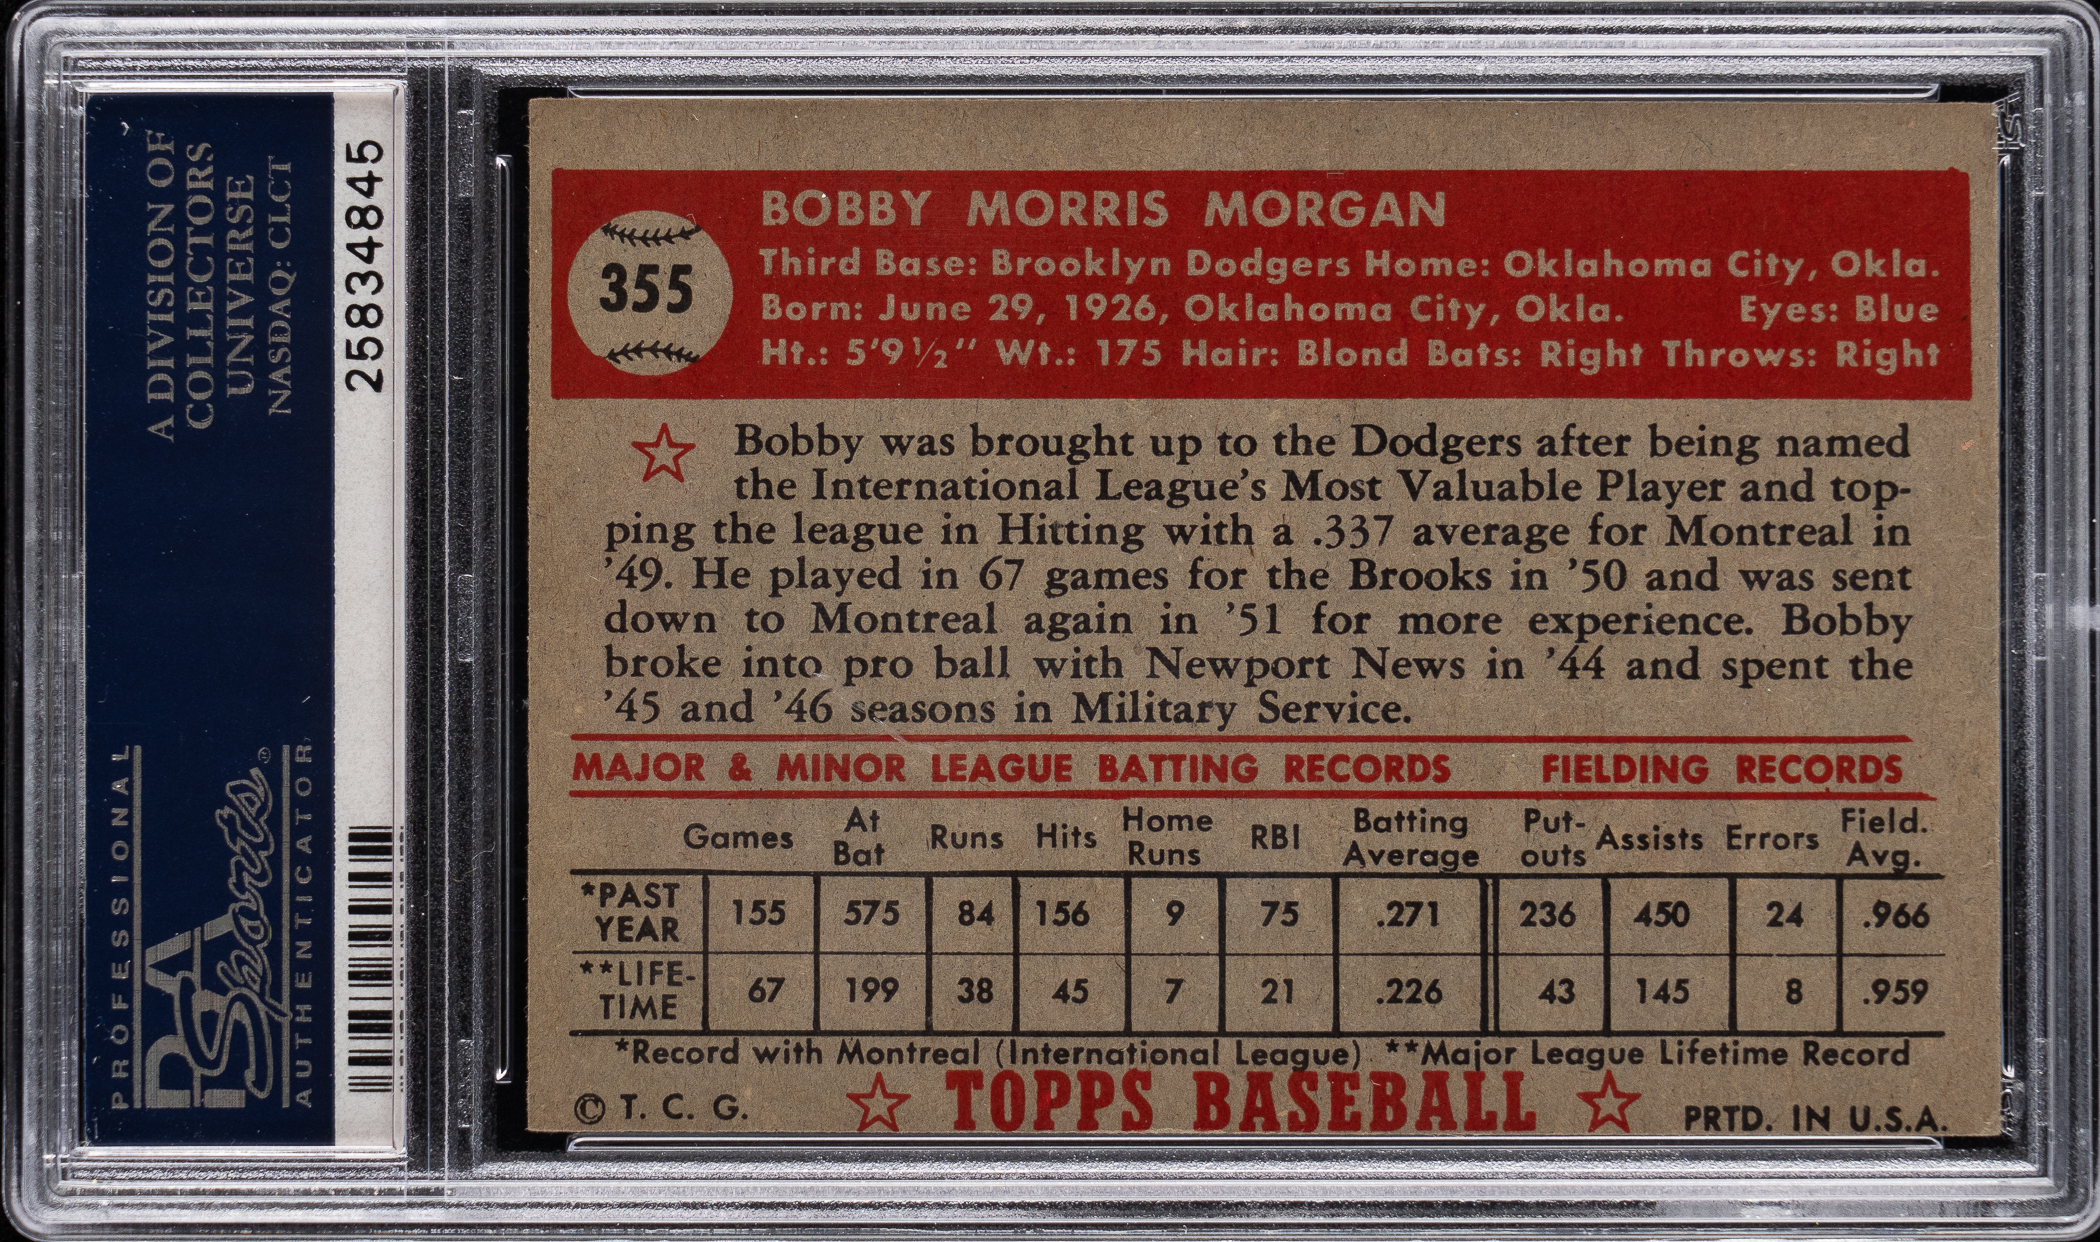 A DIVISION OF
COLLECTORS
UNIVERSE
NASDAQ: CLCT
PROFESSIONAL
PSA
Sports
AUTHENTICATOR
25834845
355
BOBBY MORRIS MORGAN
Third Base: Brooklyn Dodgers Home: Oklahoma City, Okla.
Born: June 29, 1926, Oklahoma City, Okla. Eyes: Blue
Ht.: 5'9½" Wt.: 175 Hair: Blond Bats: Right Throws: Right
Bobby was brought up to the Dodgers after being named
the International League's Most Valuable Player and top-
ping the league in Hitting with a .337 average for Montreal in
'49. He played in 67 games for the Brooks in '50 and was sent
down to Montreal again in '51 for more experience. Bobby
broke into pro ball with Newport News in '44 and spent the
'45 and '46 seasons in Military Service.
MAJOR & MINOR LEAGUE BATTING RECORDS FIELDING RECORDS
Games At Bat Runs Hits Home Runs RBI Batting Average Put-outs Assists Errors Field. Avg.
*PAST YEAR 155 575 84 156 9 75 .271 236 450 24 .966
**LIFE-TIME 67 199 38 45 7 21 .226 43 145 8 .959
*Record with Montreal (International League) **Major League Lifetime Record
© T. C. G. TOPPS BASEBALL PRTD. IN U.S.A.